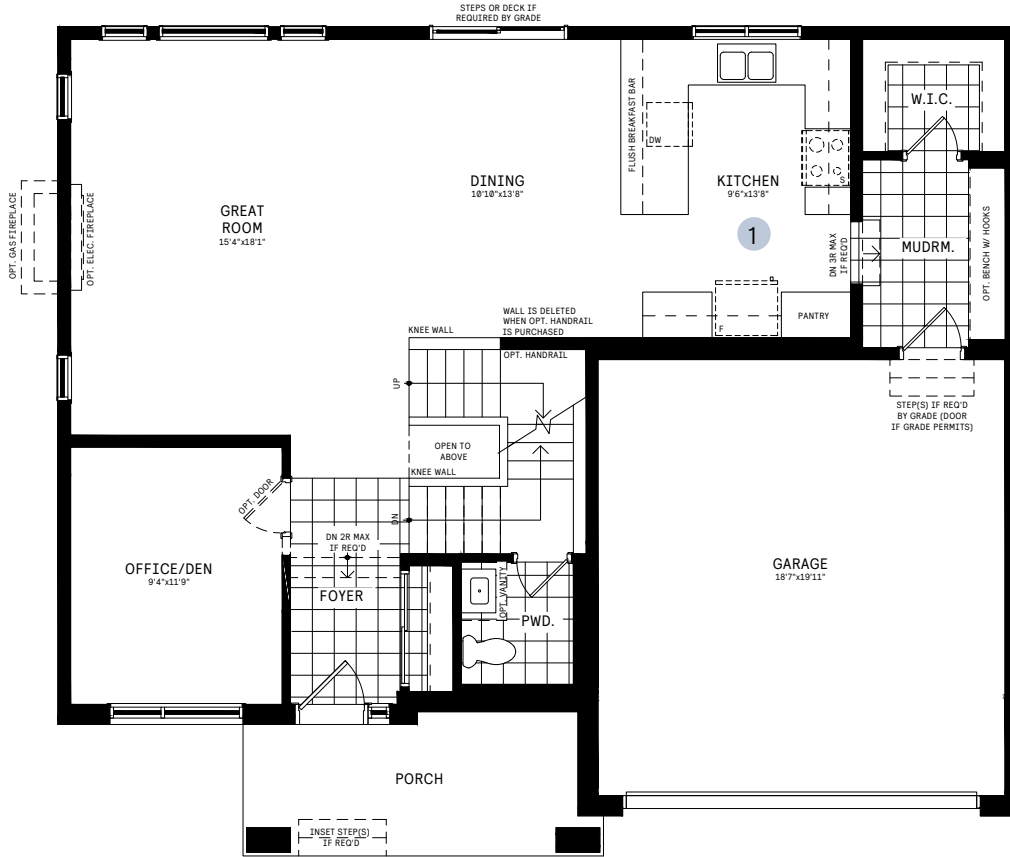 STEPS OR DECK IF
REQUIRED BY GRADE
FLUSH BREAKFAST BAR
DW
S
W.I.C.
DINING
10'10"x13'8"
KITCHEN
9'6"x13'8"
1
GREAT
ROOM
15'4"x18'1"
OPT. GAS FIREPLACE
OPT. ELEC. FIREPLACE
DN 3R MAX
IF REQ'D
MUDRM.
OPT. BENCH W/ HOOKS
F
PANTRY
KNEE WALL
WALL IS DELETED
WHEN OPT. HANDRAIL
IS PURCHASED
OPT. HANDRAIL
UP
OPEN TO
ABOVE
KNEE WALL
DN
STEP(S) IF REQ'D
BY GRADE (DOOR
IF GRADE PERMITS)
OPT. DOOR
DN 2R MAX
IF REQ'D
OFFICE/DEN
9'4"x11'9"
FOYER
OPT. VANITY
PWD.
GARAGE
18'7"x19'11"
PORCH
INSET STEP(S)
IF REQ'D